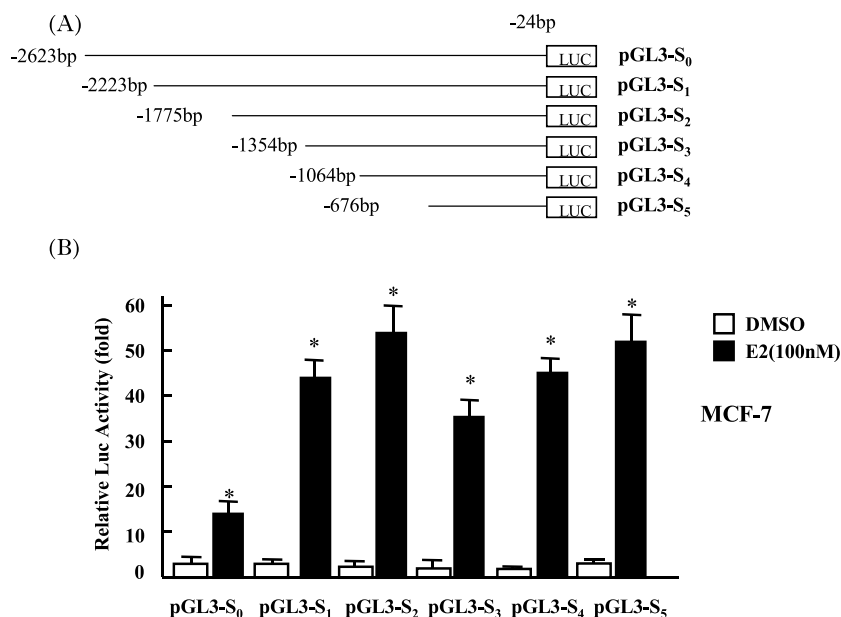 (A)
-24bp
-2623bp LUC pGL3-S₀
-2223bp LUC pGL3-S₁
-1775bp LUC pGL3-S₂
-1354bp LUC pGL3-S₃
-1064bp LUC pGL3-S₄
-676bp LUC pGL3-S₅
(B)
Relative Luc Activity (fold)
60
50
40
30
20
10
0
* * * * * *
DMSO
E2(100nM)
MCF-7
pGL3-S₀ pGL3-S₁ pGL3-S₂ pGL3-S₃ pGL3-S₄ pGL3-S₅